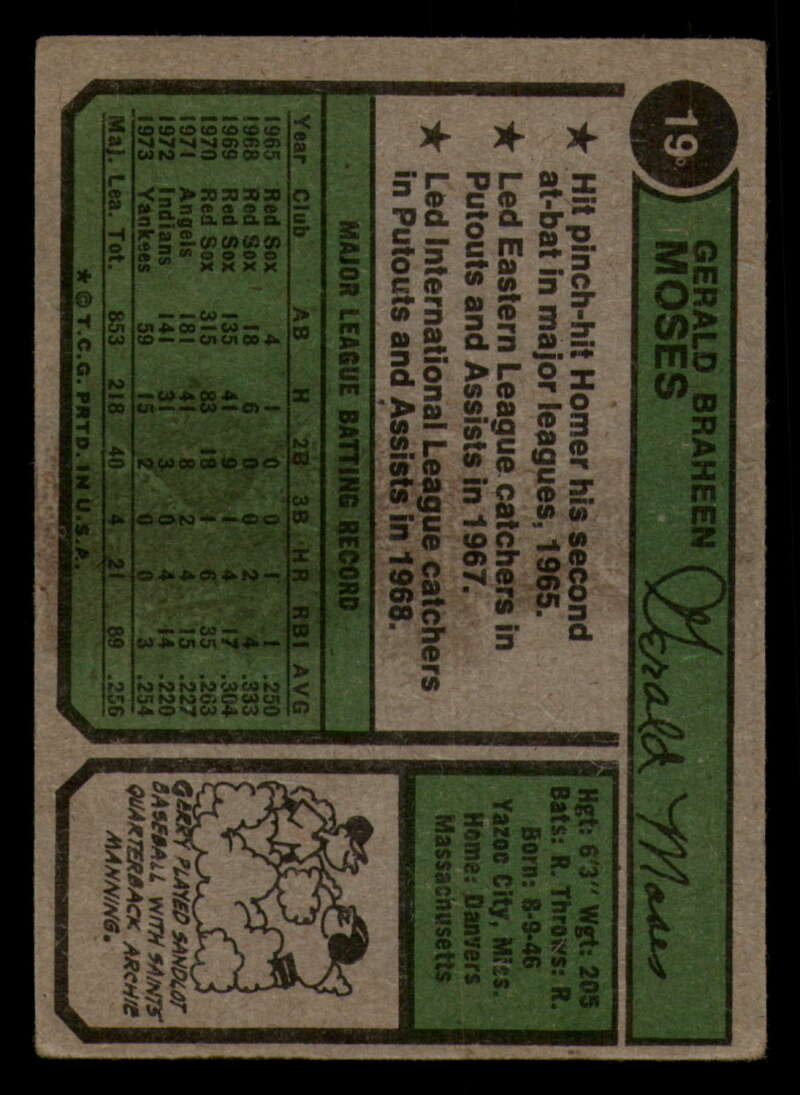 19
GERALD BRAHEEN
MOSES
Gerald Moses
★ Hit pinch-hit Homer his second
at-bat in major leagues, 1965.
★ Led Eastern League catchers in
Putouts and Assists in 1967.
★ Led International League catchers
in Putouts and Assists in 1968.
Hgt: 6'3" Wgt: 205
Bats: R. Throws: R.
Born: 8-9-46
Yazoo City, Miss.
Home: Danvers
Massachusetts
MAJOR LEAGUE BATTING RECORD
Year Club AB H 2B 3B HR RBI AVG
1965 Red Sox 4 1 0 0 1 1 .250
1968 Red Sox 18 6 0 0 2 4 .333
1969 Red Sox 135 41 9 1 4 17 .304
1970 Red Sox 315 83 18 1 6 35 .263
1971 Angels 181 41 8 2 4 15 .227
1972 Indians 141 31 3 0 4 14 .220
1973 Yankees 59 15 2 0 0 3 .254
Maj. Lea. Tot. 853 218 40 4 21 89 .256
★ © T.C.G. PRTD. IN U.S.A.
GERRY PLAYED SANDLOT
BASEBALL WITH SAINTS'
QUARTERBACK ARCHIE
MANNING.